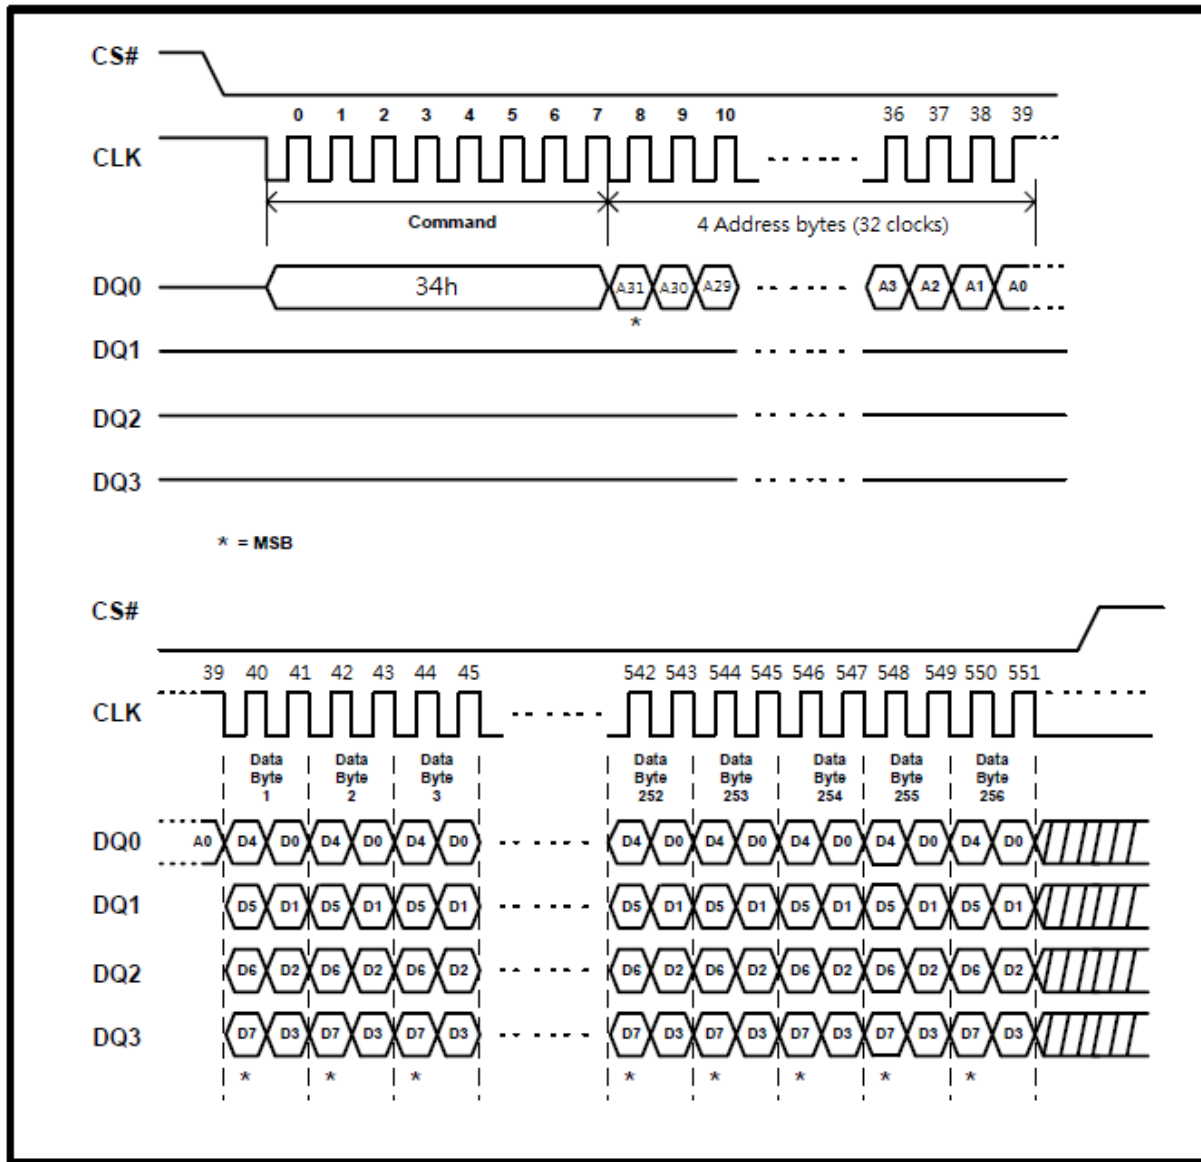 CS#
0 1 2 3 4 5 6 7 8 9 10 36 37 38 39
CLK
Command 4 Address bytes (32 clocks)
DQ0 34h A31 A30 A29 A3 A2 A1 A0
*
DQ1
DQ2
DQ3
* = MSB
CS#
39 40 41 42 43 44 45 542 543 544 545 546 547 548 549 550 551
CLK
Data Data Data Data Data Data Data Data
Byte Byte Byte Byte Byte Byte Byte Byte
1 2 3 252 253 254 255 256
DQ0 A0 D4 D0 D4 D0 D4 D0 D4 D0 D4 D0 D4 D0 D4 D0 D4 D0
DQ1 D5 D1 D5 D1 D5 D1 D5 D1 D5 D1 D5 D1 D5 D1 D5 D1
DQ2 D6 D2 D6 D2 D6 D2 D6 D2 D6 D2 D6 D2 D6 D2 D6 D2
DQ3 D7 D3 D7 D3 D7 D3 D7 D3 D7 D3 D7 D3 D7 D3 D7 D3
* * * * * * * *